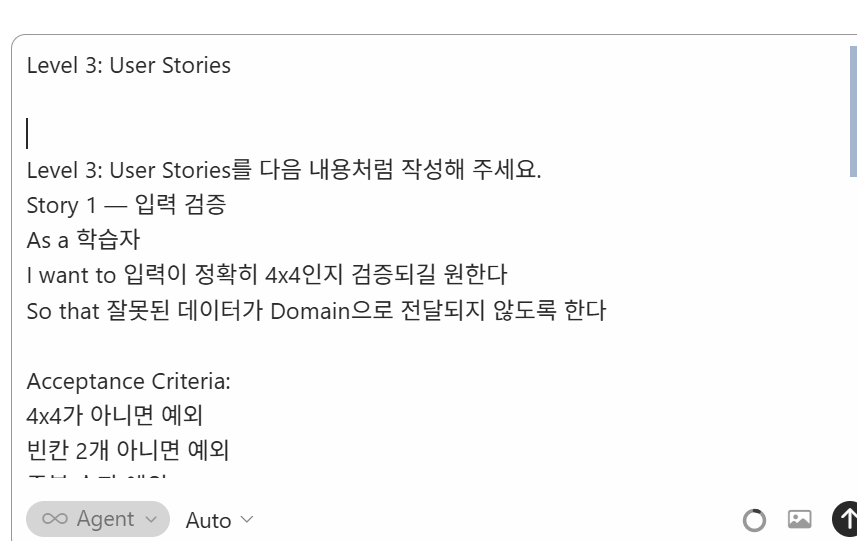 Level 3: User Stories
Level 3: User Stories를 다음 내용처럼 작성해 주세요.
Story 1 — 입력 검증
As a 학습자
I want to 입력이 정확히 4x4인지 검증되길 원한다
So that 잘못된 데이터가 Domain으로 전달되지 않도록 한다
Acceptance Criteria:
4x4가 아니면 예외
빈칸 2개 아니면 예외
Agent
Auto